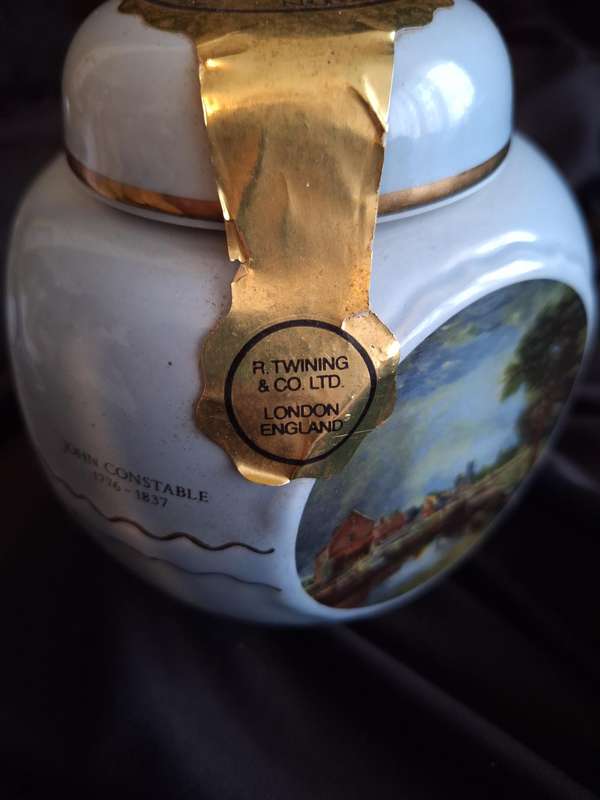 R. TWINING
& CO. LTD.
LONDON
ENGLAND
JOHN CONSTABLE
1776 - 1837